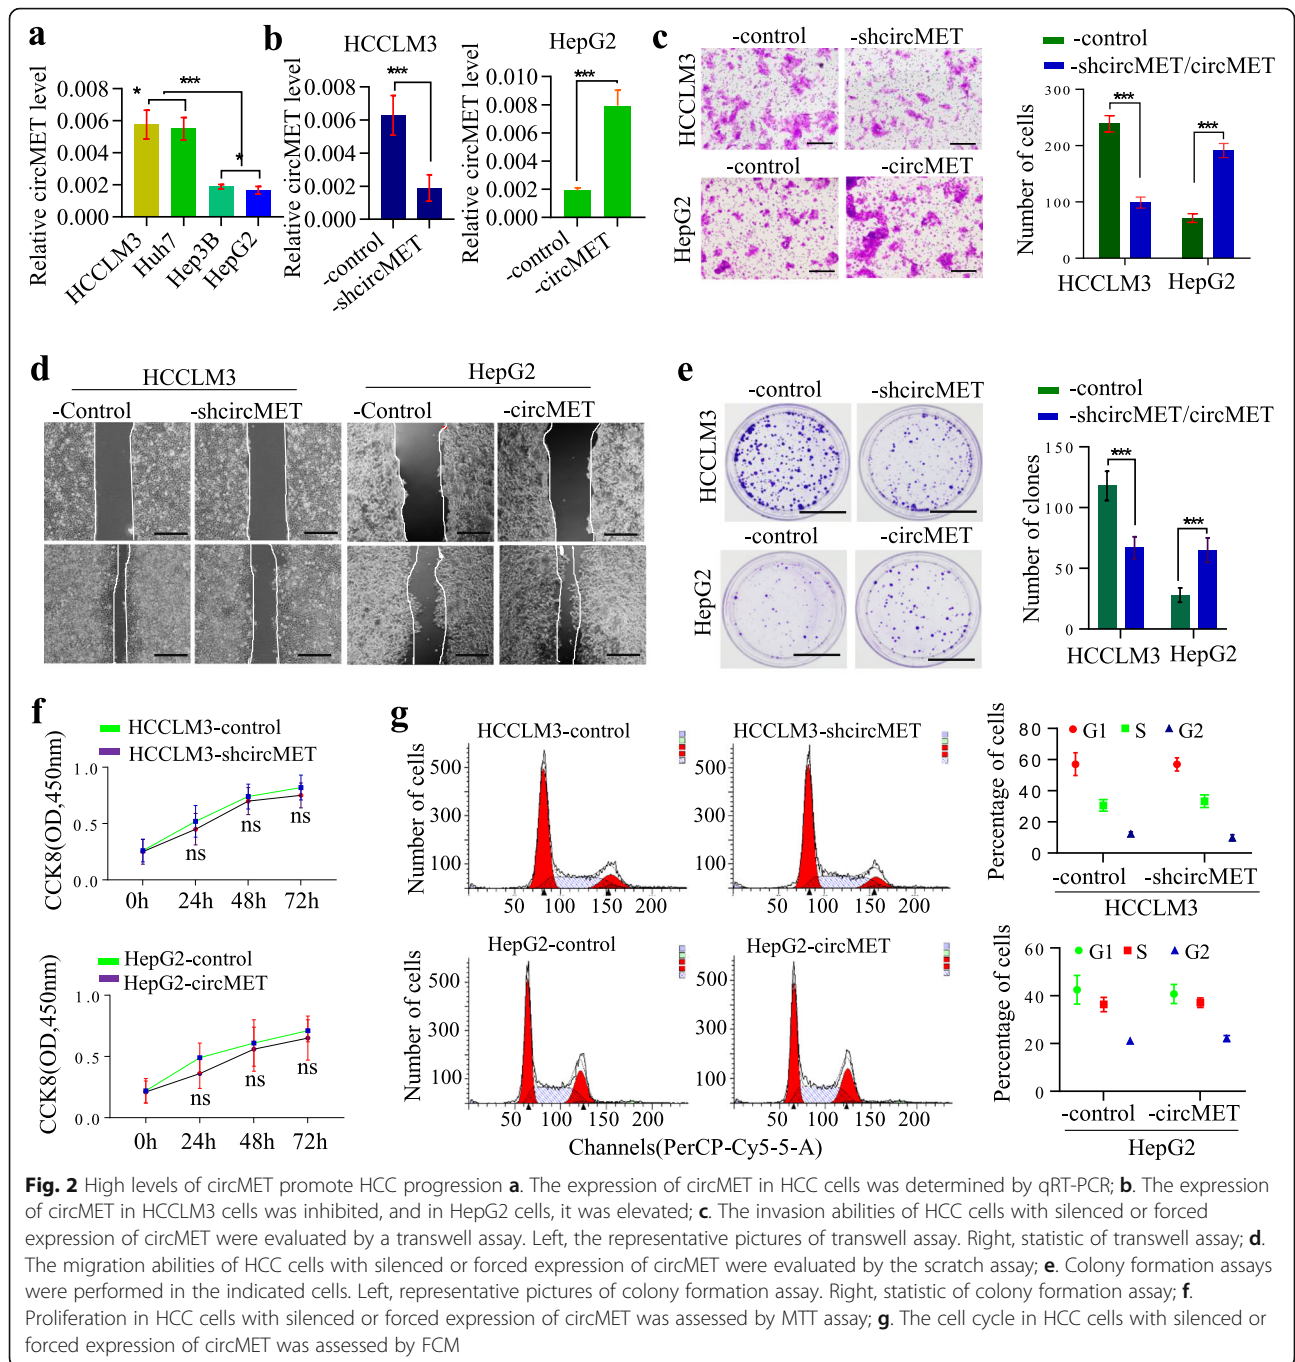 a
Relative circMET level
0.008
0.006
0.004
0.002
0.000
*
***
*
HCCLM3
Huh7
Hep3B
HepG2
b
HCCLM3
Relative circMET level
0.010
0.008
0.006
0.004
0.002
0.000
***
-control
-shcircMET
HepG2
Relative circMET level
0.010
0.008
0.006
0.004
0.002
0.000
***
-control
-circMET
c
-control
-shcircMET
HCCLM3
-control
-circMET
HepG2
-control
-shcircMET/circMET
Number of cells
300
200
100
0
***
***
HCCLM3
HepG2
d
HCCLM3
HepG2
-Control
-shcircMET
-Control
-circMET
e
-control
-shcircMET
HCCLM3
-control
-circMET
HepG2
-control
-shcircMET/circMET
Number of clones
150
100
50
0
***
***
HCCLM3
HepG2
f
HCCLM3-control
HCCLM3-shcircMET
CCK8(OD,450nm)
1.0
0.5
0.0
ns
ns
ns
0h
24h
48h
72h
HepG2-control
HepG2-circMET
CCK8(OD,450nm)
1.0
0.5
0.0
ns
ns
ns
0h
24h
48h
72h
g
HCCLM3-control
Number of cells
500
300
100
50
100
150
200
HCCLM3-shcircMET
500
300
100
50
100
150
200
Percentage of cells
80
60
40
20
0
G1
S
G2
-control
-shcircMET
HCCLM3
HepG2-control
Number of cells
500
300
100
50
100
150
200
HepG2-circMET
500
300
100
50
100
150
200
Channels(PerCP-Cy5-5-A)
Percentage of cells
60
40
20
0
G1
S
G2
-control
-circMET
HepG2
Fig. 2 High levels of circMET promote HCC progression a. The expression of circMET in HCC cells was determined by qRT-PCR; b. The expression
of circMET in HCCLM3 cells was inhibited, and in HepG2 cells, it was elevated; c. The invasion abilities of HCC cells with silenced or forced
expression of circMET were evaluated by a transwell assay. Left, the representative pictures of transwell assay. Right, statistic of transwell assay; d.
The migration abilities of HCC cells with silenced or forced expression of circMET were evaluated by the scratch assay; e. Colony formation assays
were performed in the indicated cells. Left, representative pictures of colony formation assay. Right, statistic of colony formation assay; f.
Proliferation in HCC cells with silenced or forced expression of circMET was assessed by MTT assay; g. The cell cycle in HCC cells with silenced or
forced expression of circMET was assessed by FCM